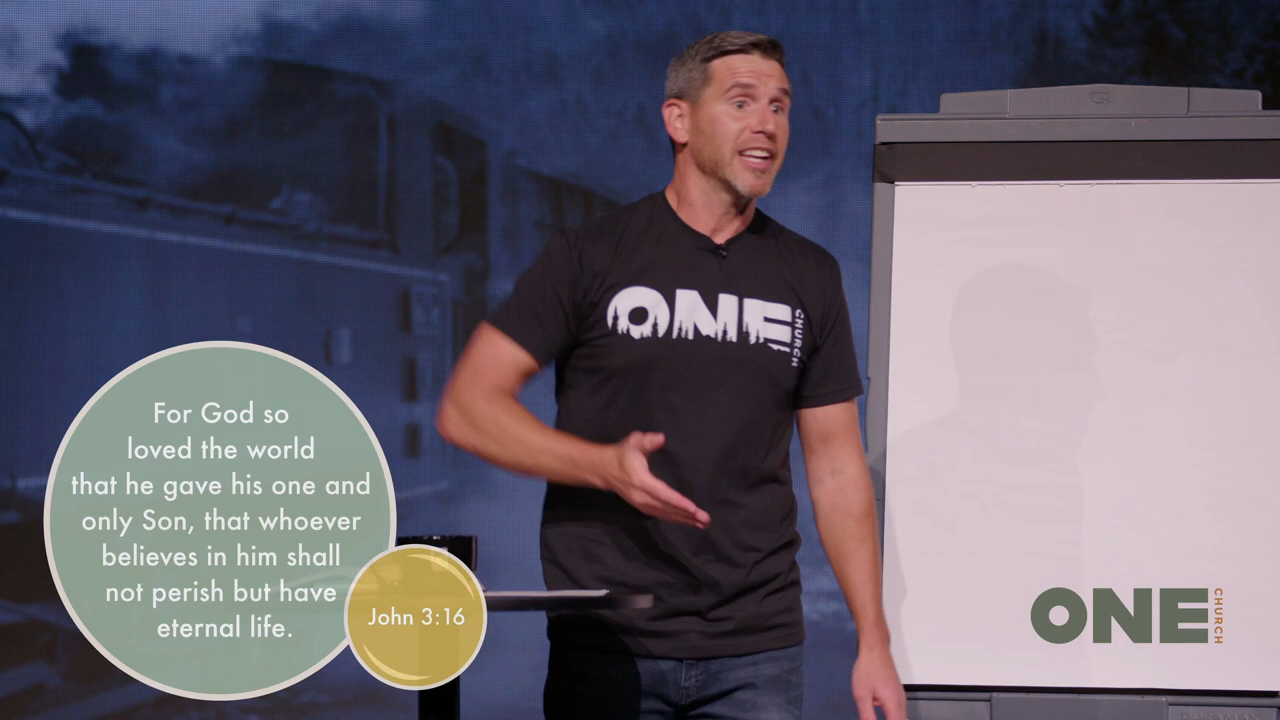 ONE
CHURCH
For God so
loved the world
that he gave his one and
only Son, that whoever
believes in him shall
not perish but have
eternal life.
John 3:16
ONE
CHURCH